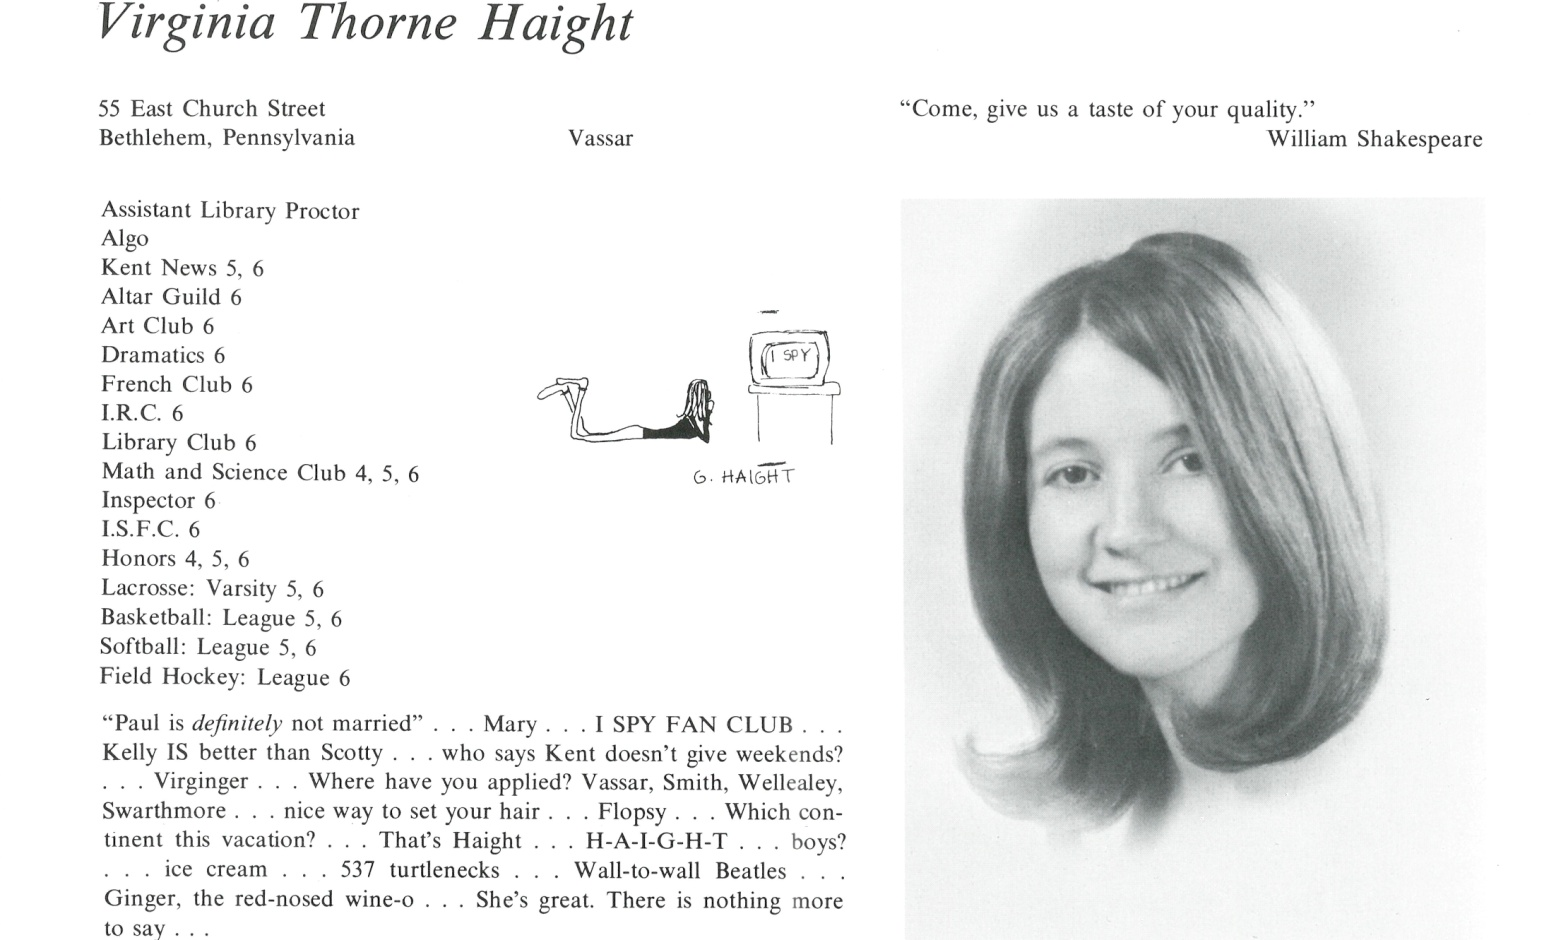 Virginia Thorne Haight
55 East Church Street
Bethlehem, Pennsylvania
Vassar
“Come, give us a taste of your quality.”
William Shakespeare
Assistant Library Proctor
Algo
Kent News 5, 6
Altar Guild 6
Art Club 6
Dramatics 6
French Club 6
I.R.C. 6
Library Club 6
Math and Science Club 4, 5, 6
Inspector 6
I.S.F.C. 6
Honors 4, 5, 6
Lacrosse: Varsity 5, 6
Basketball: League 5, 6
Softball: League 5, 6
Field Hockey: League 6
I SPY
G. HAIGHT
“Paul is definitely not married” . . . Mary . . . I SPY FAN CLUB . . .
Kelly IS better than Scotty . . . who says Kent doesn’t give weekends?
. . . Virginger . . . Where have you applied? Vassar, Smith, Wellealey,
Swarthmore . . . nice way to set your hair . . . Flopsy . . . Which con-
tinent this vacation? . . . That’s Haight . . . H-A-I-G-H-T . . . boys?
. . . ice cream . . . 537 turtlenecks . . . Wall-to-wall Beatles . . .
Ginger, the red-nosed wine-o . . . She’s great. There is nothing more
to say . . .